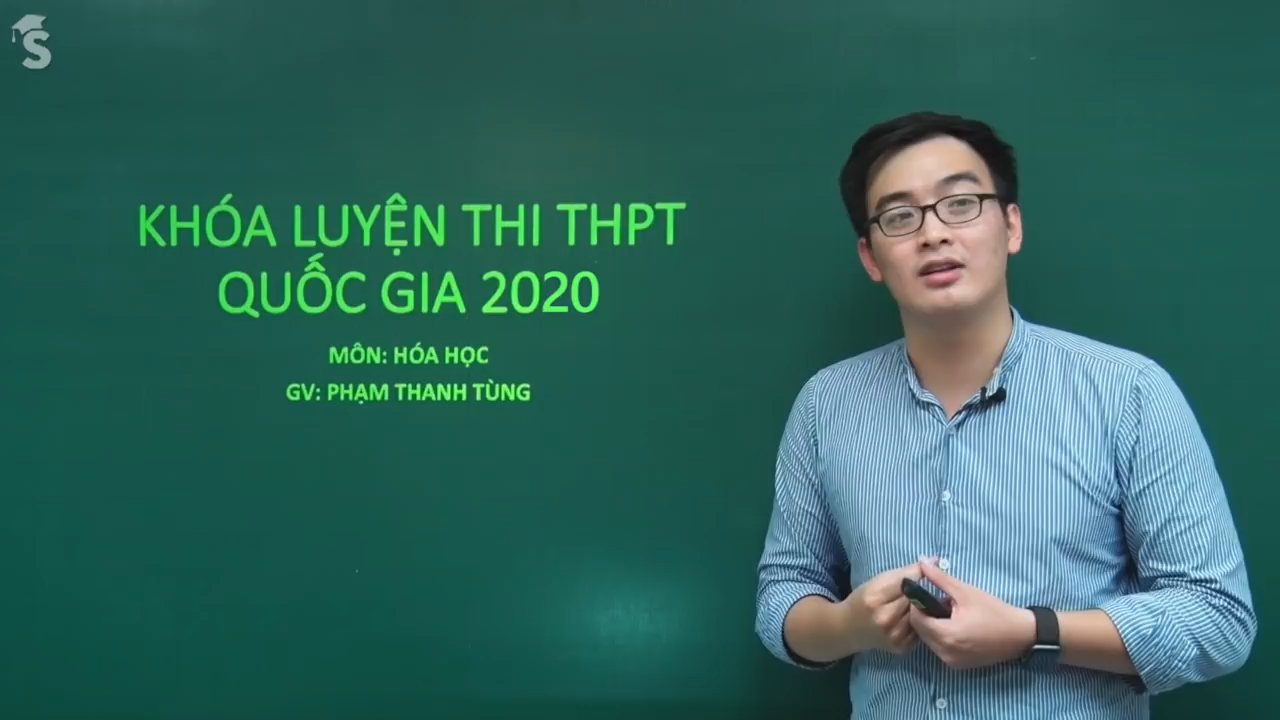 S
KHÓA LUYỆN THI THPT
QUỐC GIA 2020
MÔN: HÓA HỌC
GV: PHẠM THANH TÙNG